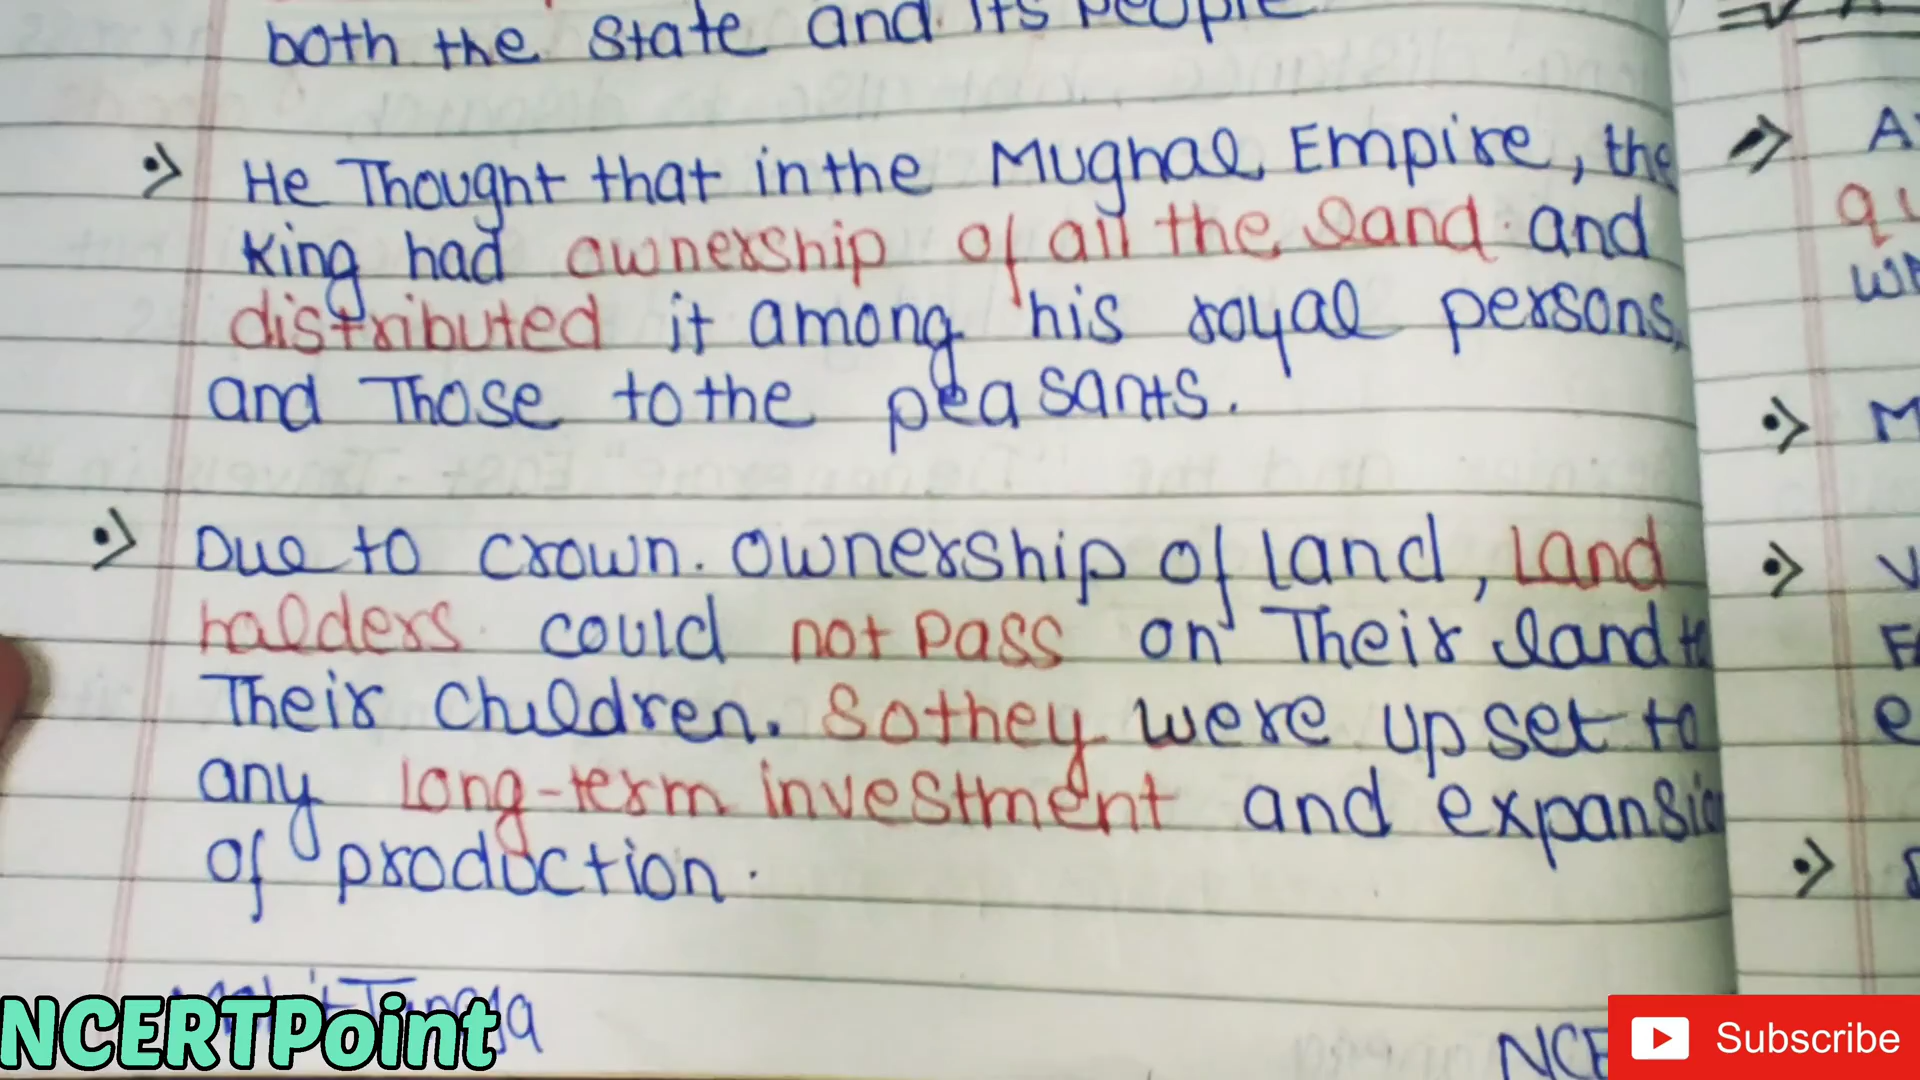 both the State and Its People
•> He Thought that in the Mughal Empire, the
King had ownership of all the land and
distributed it among his royal persons,
and Those to the peasants.
•> Due to crown. Ownership of land, Land
halders could not pass on Their land to
Their Children. So they were upset to
any long-term investment and expansion
of production.
NCERTPoint
Subscribe